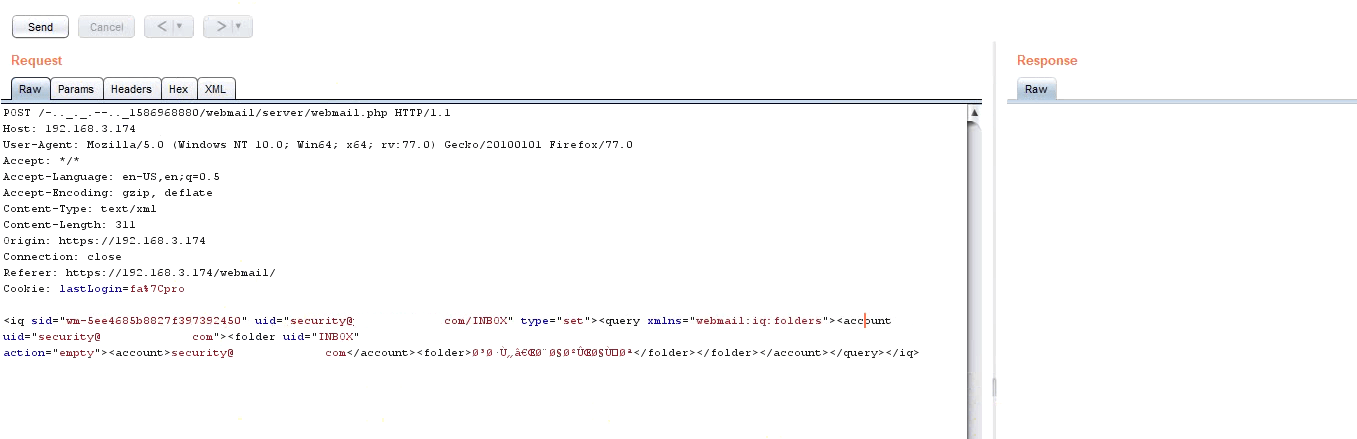 Send Cancel < >
Request Response
Raw Params Headers Hex XML Raw
POST /-.._._.--.._1586968880/webmail/server/webmail.php HTTP/1.1
Host: 192.168.3.174
User-Agent: Mozilla/5.0 (Windows NT 10.0; Win64; x64; rv:77.0) Gecko/20100101 Firefox/77.0
Accept: */*
Accept-Language: en-US,en;q=0.5
Accept-Encoding: gzip, deflate
Content-Type: text/xml
Content-Length: 311
Origin: https://192.168.3.174
Connection: close
Referer: https://192.168.3.174/webmail/
Cookie: lastLogin=fa%7Cpro
<iq sid="wm-5ee4685b8827f397392450" uid="security@ com/INBOX" type="set"><query xmlns="webmail:iq:folders"><account
uid="security@ com"><folder uid="INBOX"
action="empty"><account>security@ com</account><folder></folder></folder></account></query></iq>